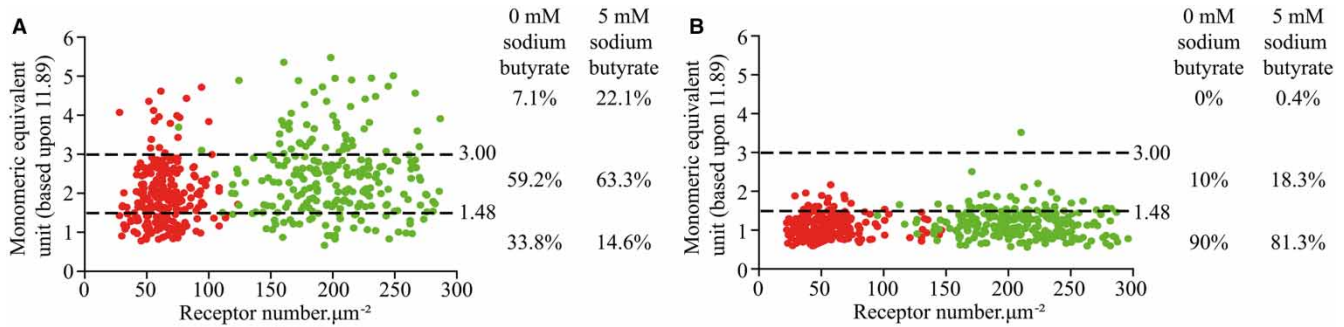 A
Monomeric equivalent
unit (based upon 11.89)
6
5
4
3
2
1
0
0 50 100 150 200 250 300
Receptor number.μm⁻²
3.00
1.48
0 mM 5 mM
sodium sodium
butyrate butyrate
7.1% 22.1%
59.2% 63.3%
33.8% 14.6%
B
Monomeric equivalent
unit (based upon 11.89)
6
5
4
3
2
1
0
0 50 100 150 200 250 300
Receptor number.μm⁻²
3.00
1.48
0 mM 5 mM
sodium sodium
butyrate butyrate
0% 0.4%
10% 18.3%
90% 81.3%